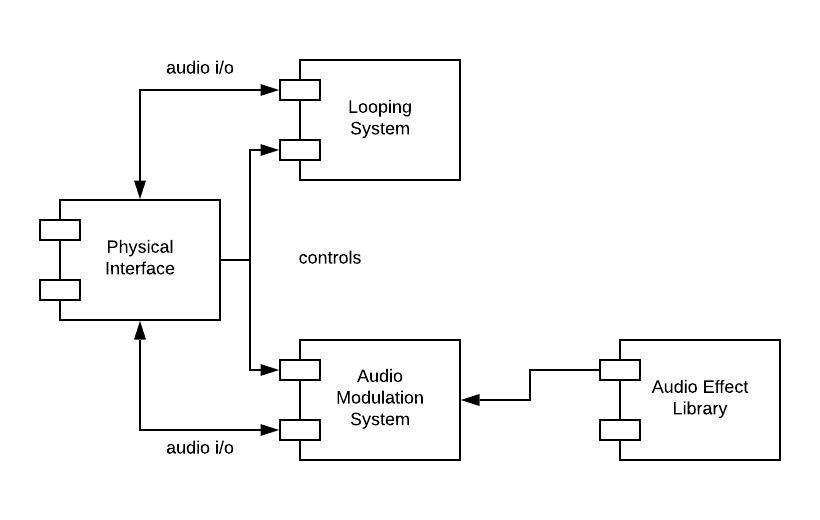 audio i/o
Looping
System
Physical
Interface
controls
Audio
Modulation
System
Audio Effect
Library
audio i/o